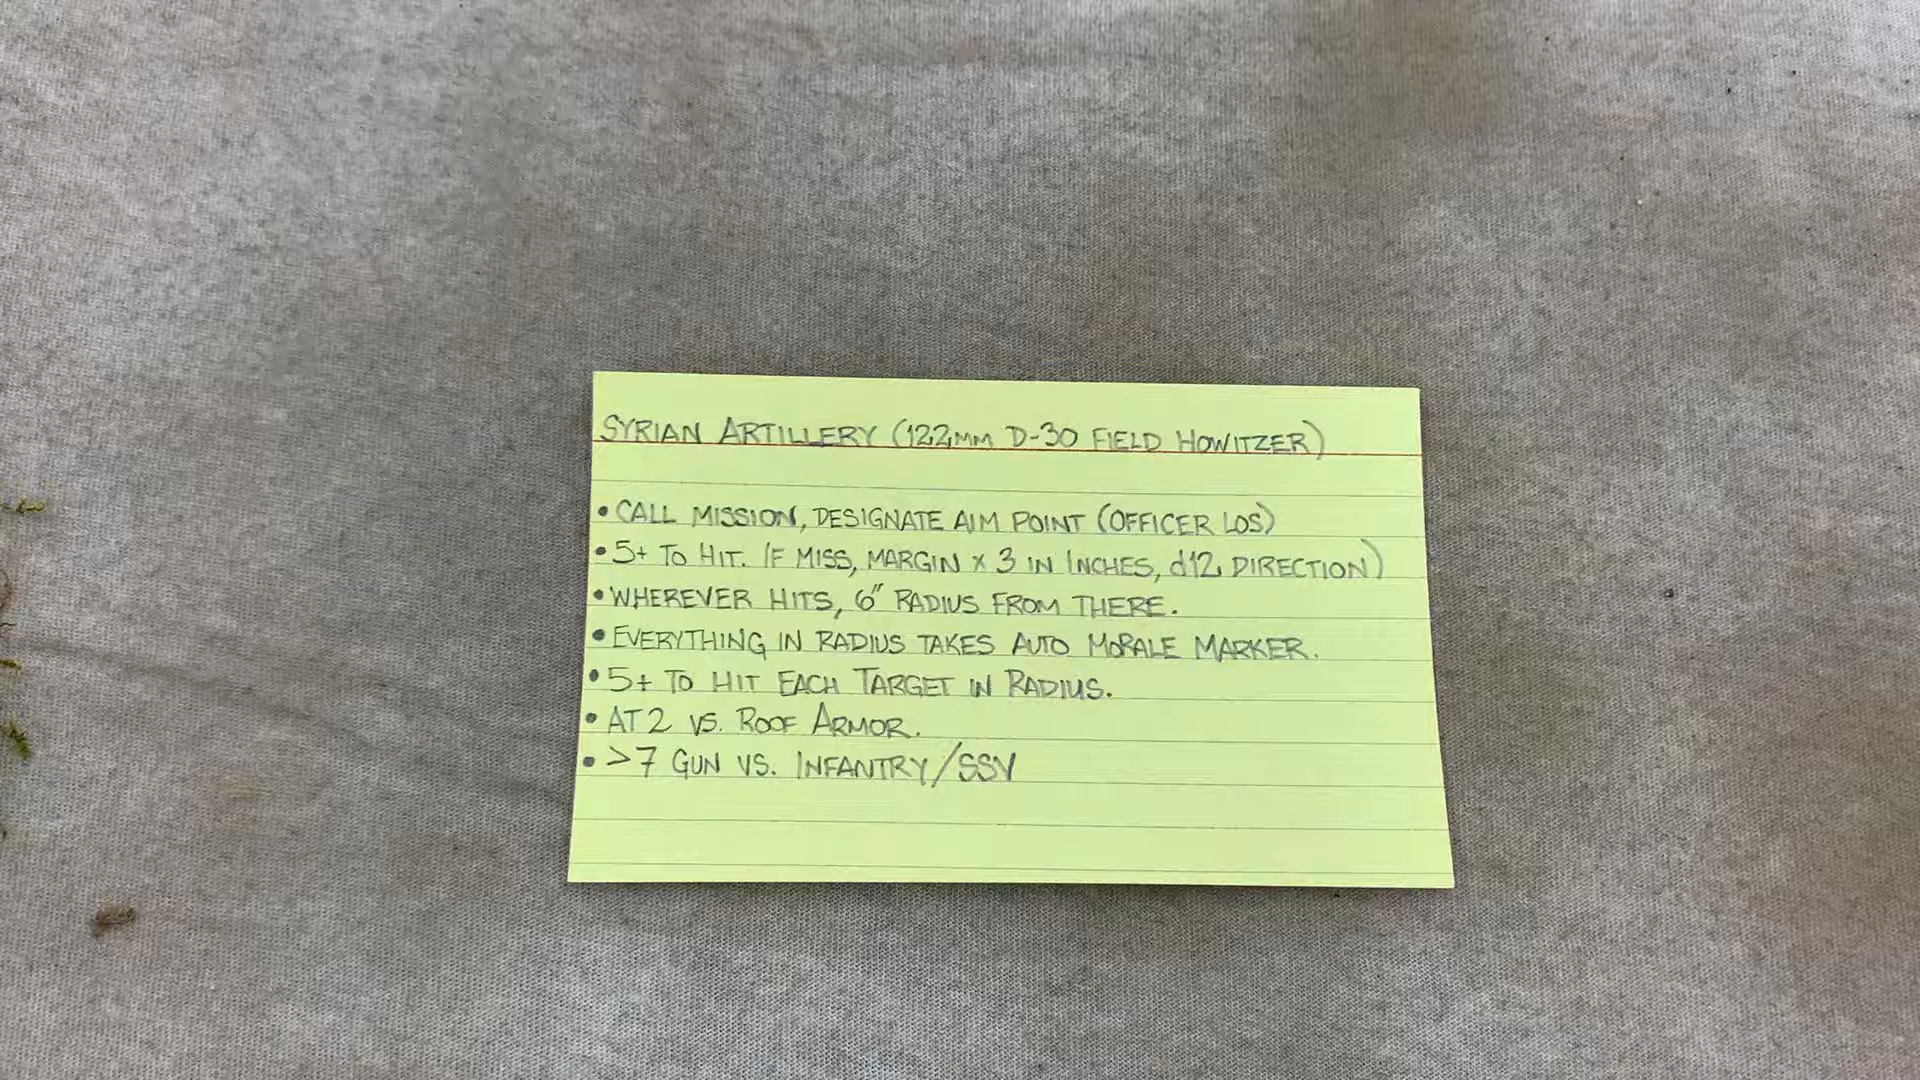 SYRIAN ARTILLERY (122MM D-30 FIELD HOWITZER)
• CALL MISSION, DESIGNATE AIM POINT (OFFICER LOS)
• 5+ TO HIT. IF MISS, MARGIN x 3 IN INCHES, d12 DIRECTION)
• WHEREVER HITS, 6" RADIUS FROM THERE.
• EVERYTHING IN RADIUS TAKES AUTO MORALE MARKER.
• 5+ TO HIT EACH TARGET IN RADIUS.
• AT 2 VS. ROOF ARMOR.
• >7 GUN VS. INFANTRY/SSV